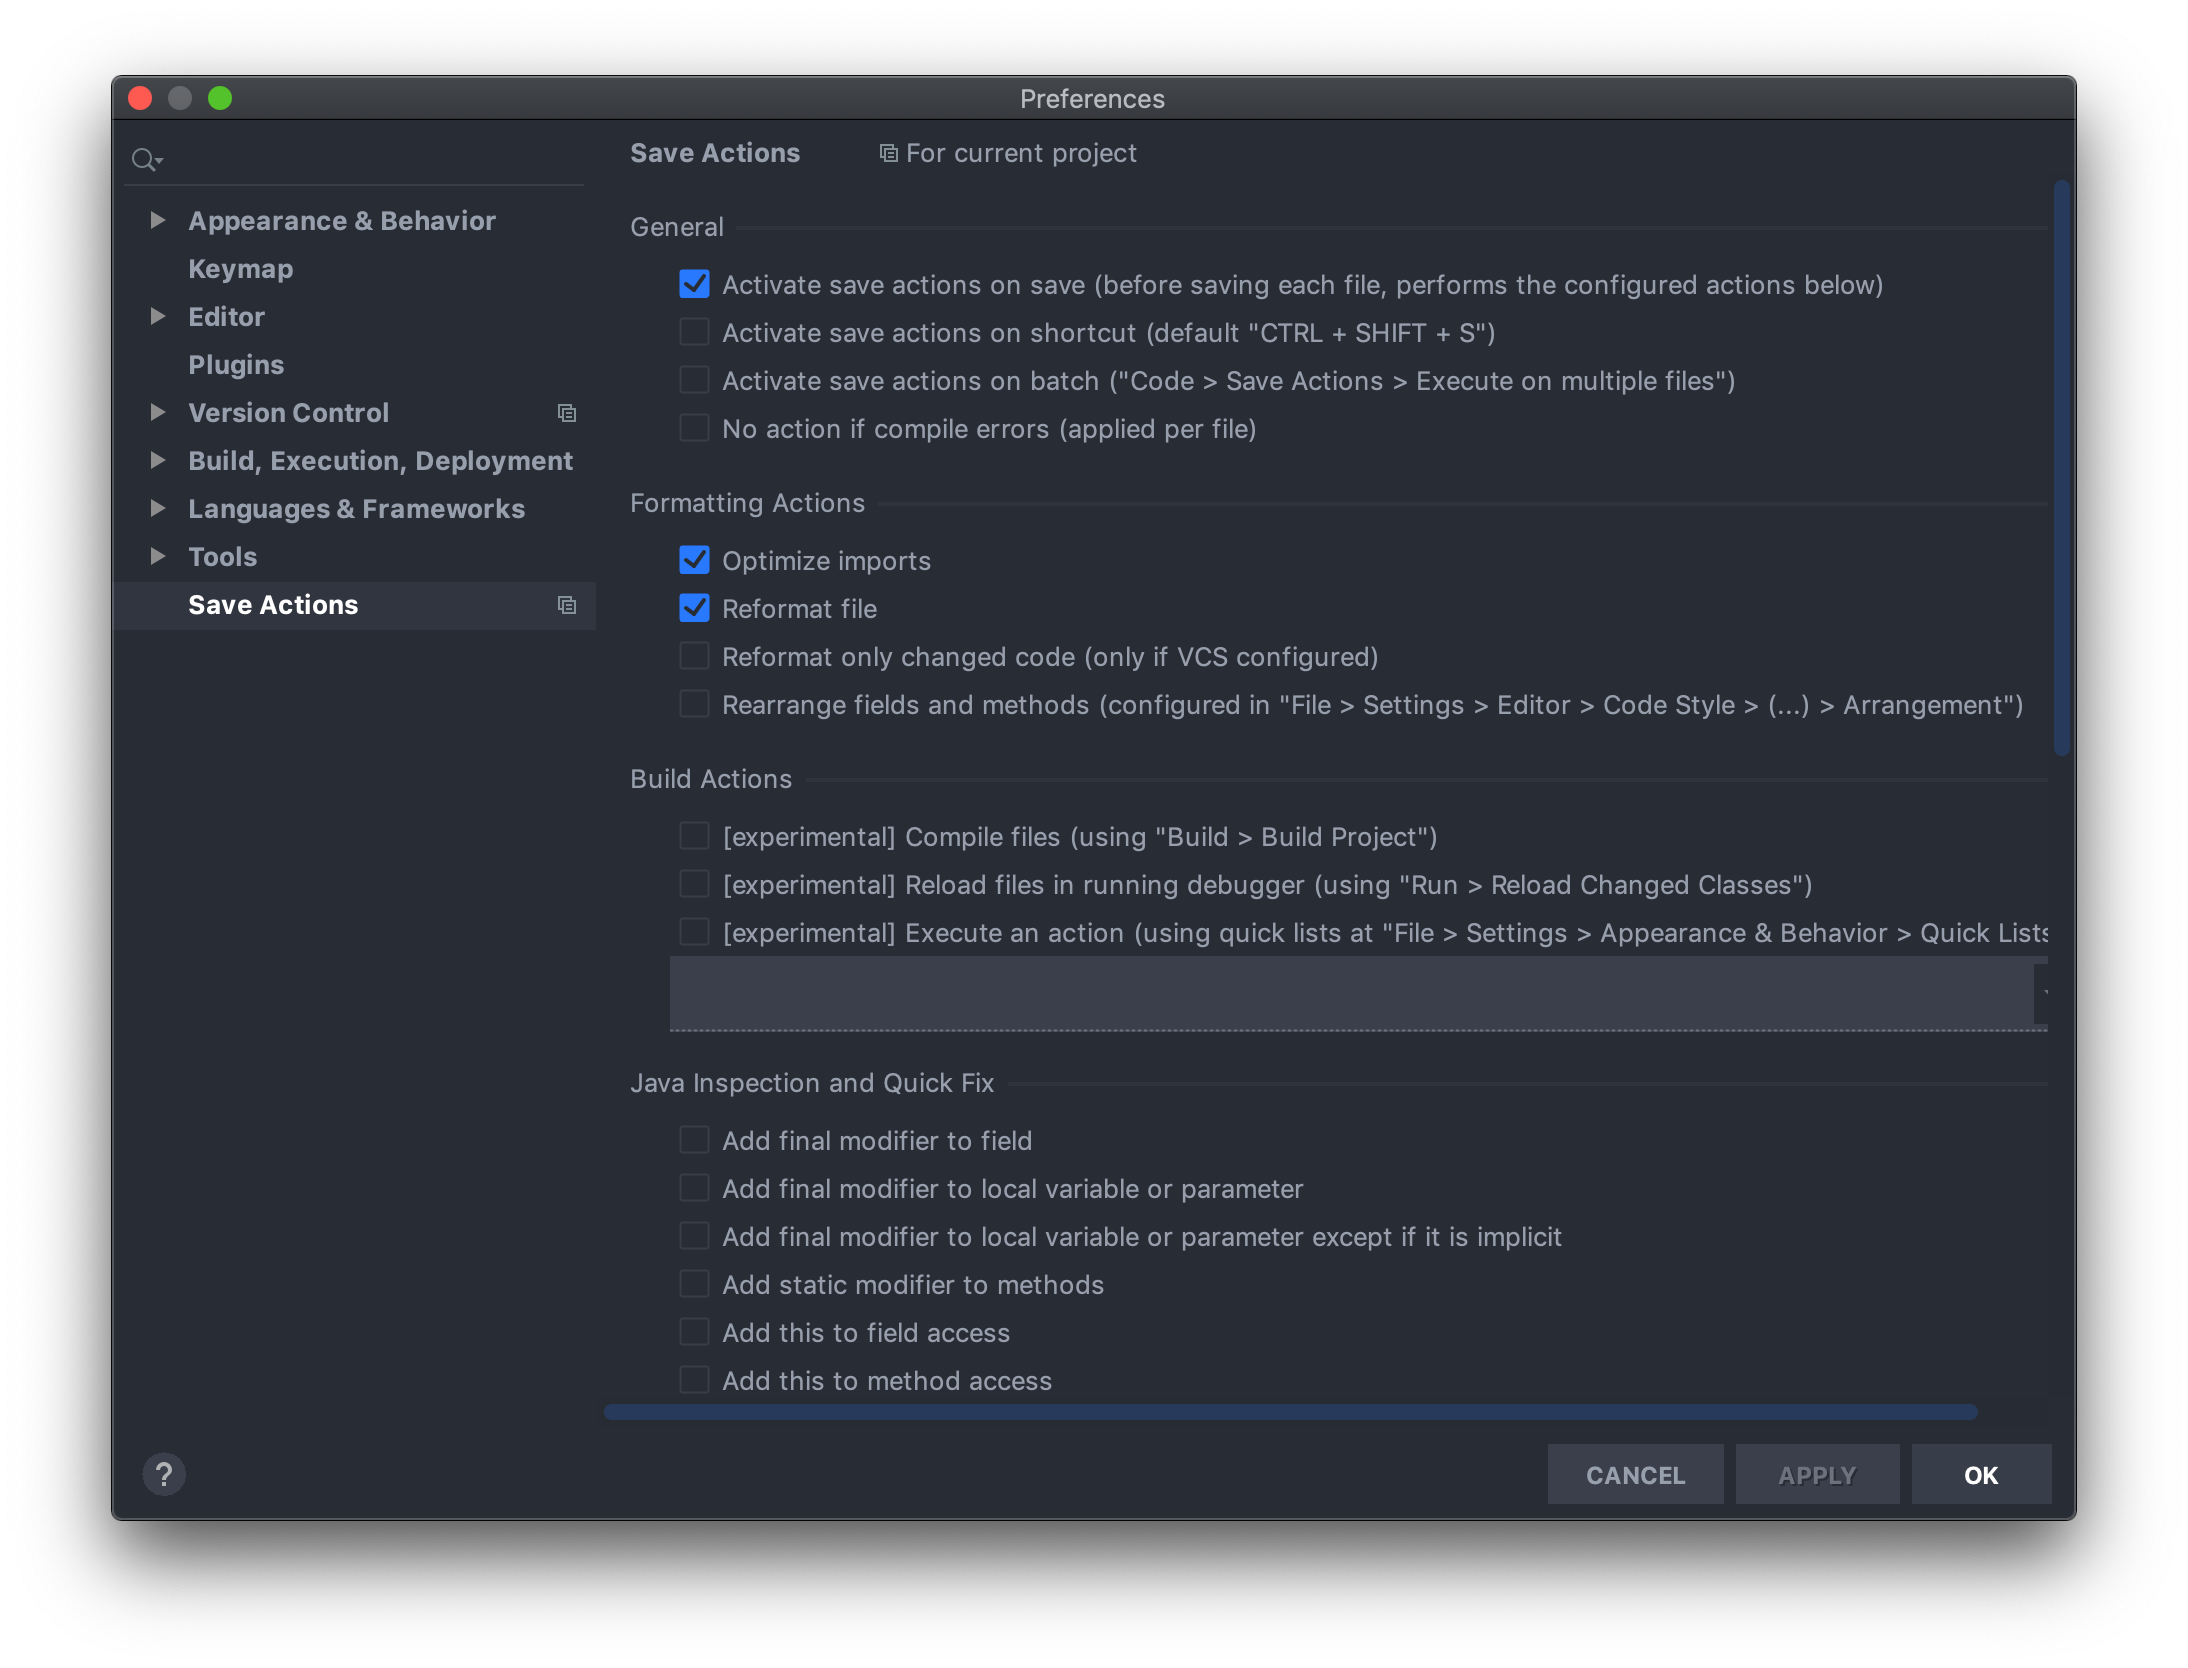 Preferences
Appearance & Behavior
Keymap
Editor
Plugins
Version Control
Build, Execution, Deployment
Languages & Frameworks
Tools
Save Actions
Save Actions For current project
General
Activate save actions on save (before saving each file, performs the configured actions below)
Activate save actions on shortcut (default "CTRL + SHIFT + S")
Activate save actions on batch ("Code > Save Actions > Execute on multiple files")
No action if compile errors (applied per file)
Formatting Actions
Optimize imports
Reformat file
Reformat only changed code (only if VCS configured)
Rearrange fields and methods (configured in "File > Settings > Editor > Code Style > (...) > Arrangement")
Build Actions
[experimental] Compile files (using "Build > Build Project")
[experimental] Reload files in running debugger (using "Run > Reload Changed Classes")
[experimental] Execute an action (using quick lists at "File > Settings > Appearance & Behavior > Quick Lists
Java Inspection and Quick Fix
Add final modifier to field
Add final modifier to local variable or parameter
Add final modifier to local variable or parameter except if it is implicit
Add static modifier to methods
Add this to field access
Add this to method access
?
CANCEL APPLY OK